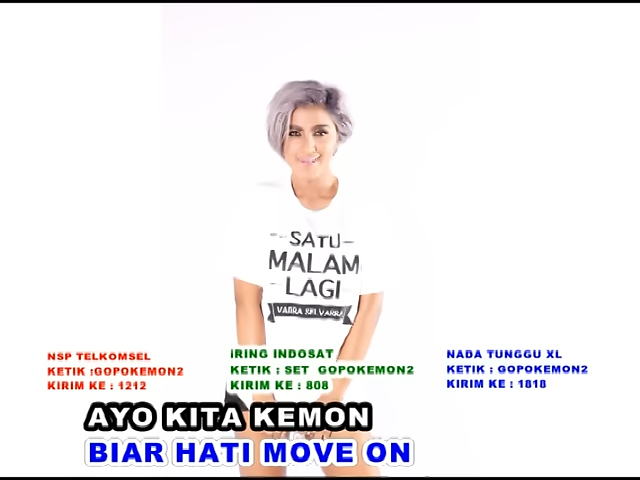 -SATU-
MALAM
-LAGI
NSP TELKOMSEL
KETIK :GOPOKEMON2
KIRIM KE : 1212
iRING INDOSAT
KETIK : SET GOPOKEMON2
KIRIM KE : 808
NADA TUNGGU XL
KETIK : GOPOKEMON2
KIRIM KE : 1818
AYO KITA KEMON
BIAR HATI MOVE ON